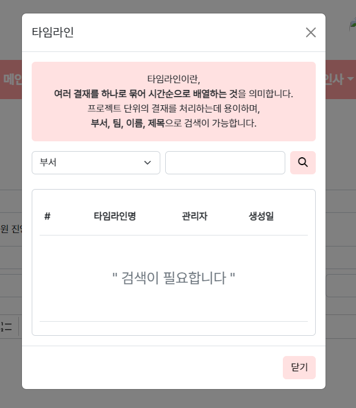 타임라인
타임라인이란,
여러 결재를 하나로 묶어 시간순으로 배열하는 것을 의미합니다.
프로젝트 단위의 결재를 처리하는데 용이하며,
부서, 팀, 이름, 제목으로 검색이 가능합니다.
부서
# 타임라인명 관리자 생성일
" 검색이 필요합니다 "
닫기
메인
인사
원 진